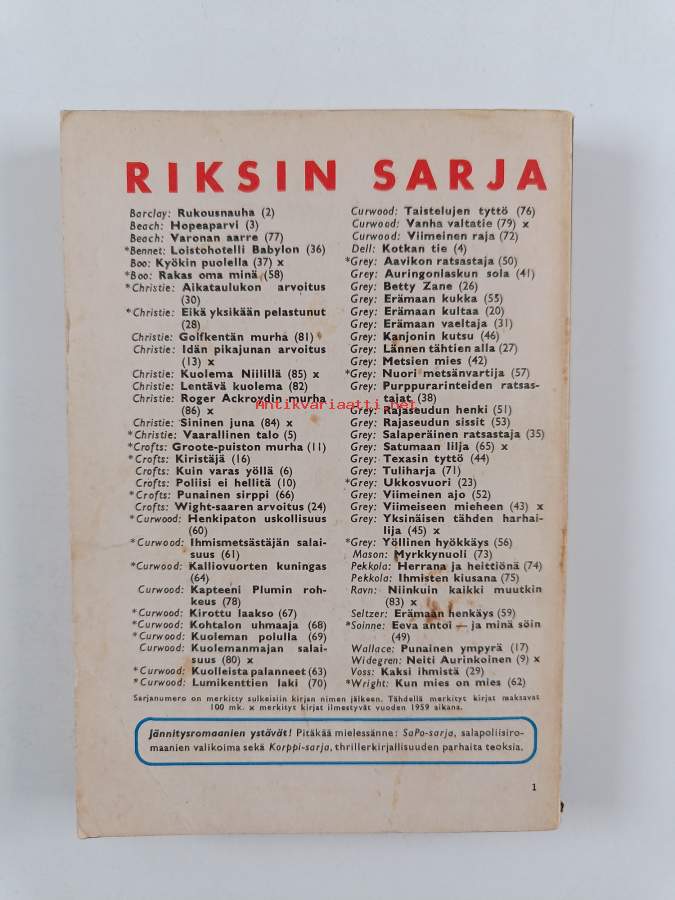 RIKSIN SARJA
Barclay: Rukousnauha (2)
Beach: Hopeaparvi (3)
Beach: Varonan aarre (77)
*Bennet: Loistohotelli Babylon (36)
Boo: Kyökin puolella (37) x
*Boo: Rakas oma minä (58)
*Christie: Aikataulukon arvoitus
(30)
*Christie: Eikä yksikään pelastunut
(28)
Christie: Golfkentän murha (81)
Christie: Idän pikajunan arvoitus
(13) x
Christie: Kuolema Niilillä (85) x
Christie: Lentävä kuolema (82)
Christie: Roger Ackroydin murha
(86) x
Christie: Sininen juna (84) x
*Christie: Vaarallinen talo (5)
*Crofts: Groote-puiston murha (11)
*Crofts: Kiristäjä (16)
Crofts: Kuin varas yöllä (6)
Crofts: Poliisi ei hellitä (10)
*Crofts: Punainen sirppi (66)
Crofts: Wight-saaren arvoitus (24)
*Curwood: Henkipaton uskollisuus
(60)
*Curwood: Ihmismetsästäjän salai-
suus (61)
*Curwood: Kalliovuorten kuningas
(64)
Curwood: Kapteeni Plumin roh-
keus (78)
*Curwood: Kirottu laakso (67)
*Curwood: Kohtalon uhmaaja (68)
*Curwood: Kuoleman polulla (69)
Curwood: Kuolemanmajan salai-
suus (80) x
*Curwood: Kuolleista palanneet (63)
*Curwood: Lumikenttien laki (70)
Curwood: Taistelujen tyttö (76)
Curwood: Vanha valtatie (79) x
Curwood: Viimeinen raja (72)
Dell: Kotkan tie (4)
*Grey: Aavikon ratsastaja (50)
Grey: Auringonlaskun sola (41)
Grey: Betty Zane (26)
Grey: Erämaan kukka (55)
Grey: Erämaan kultaa (20)
Grey: Erämaan vaeltaja (31)
Grey: Kanjonin kutsu (46)
Grey: Lännen tähtien alla (27)
Grey: Metsien mies (42)
*Grey: Nuori metsänvartija (57)
Grey: Purppurarinteiden ratsas-
tajat (38)
Grey: Rajaseudun henki (51)
Grey: Rajaseudun sissit (53)
Grey: Salaperäinen ratsastaja (35)
Grey: Satumaan lilja (65) x
Grey: Texasin tyttö (44)
Grey: Tuliharja (71)
*Grey: Ukkosvuori (23)
Grey: Viimeinen ajo (52)
Grey: Viimeiseen mieheen (43) x
Grey: Yksinäisen tähden harhai-
lija (45) x
*Grey: Yöllinen hyökkäys (56)
Mason: Myrkkynuoli (73)
Pekkola: Herrana ja heittiönä (74)
Pekkola: Ihmisten kiusana (75)
Ravn: Niinkuin kaikki muutkin
(83) x
Seltzer: Erämaan henkäys (59)
*Soinne: Eeva antoi — ja minä söin
(49)
Wallace: Punainen ympyrä (17)
Widegren: Neiti Aurinkoinen (9) x
Voss: Kaksi ihmistä (29)
*Wright: Kun mies on mies (62)
Sarjanumero on merkitty sulkeisiin kirjan nimen jälkeen. Tähdellä merkityt kirjat maksavat
100 mk. x merkityt kirjat ilmestyvät vuoden 1959 aikana.
Jännitysromaanien ystävät! Pitäkää mielessänne: SaPo-sarja, salapoliisiro-
maanien valikoima sekä Korppi-sarja, thrillerkirjallisuuden parhaita teoksia.
1
Antikvariaatti.net